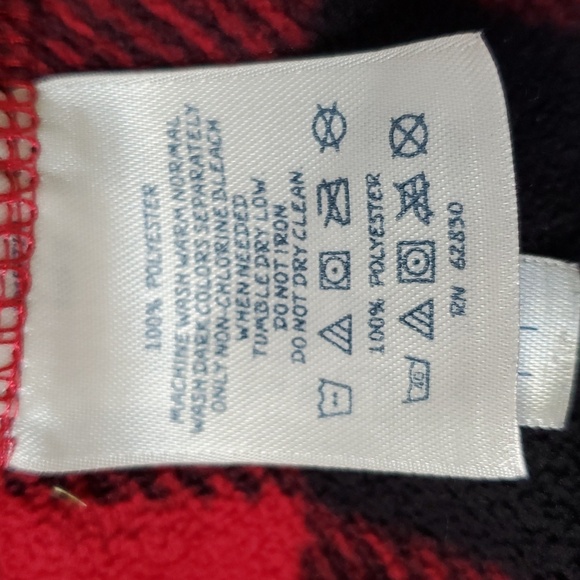 100% POLYESTER
MACHINE WASH WARM NORMAL
WASH DARK COLORS SEPARATELY
ONLY NON-CHLORINE BLEACH
WHEN NEEDED
TUMBLE DRY LOW
DO NOT IRON
DO NOT DRY CLEAN
100% POLYESTER
40
RN 62830